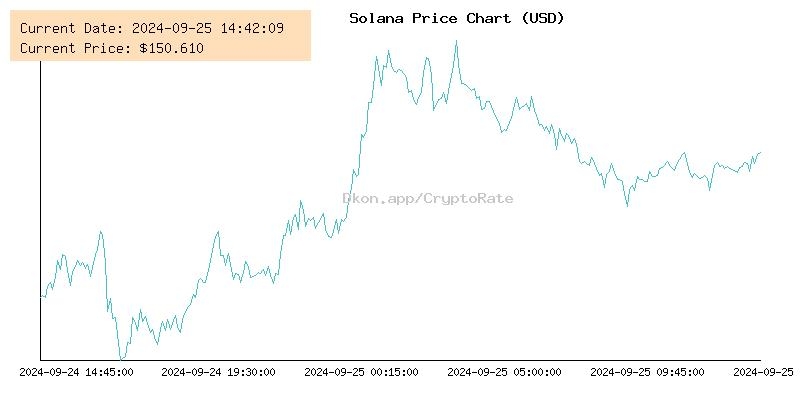 Solana Price Chart (USD)
Current Date: 2024-09-25 14:42:09
Current Price: $150.610
Dkon.app/CryptoRate
2024-09-24 14:45:00
2024-09-24 19:30:00
2024-09-25 00:15:00
2024-09-25 05:00:00
2024-09-25 09:45:00
2024-09-25